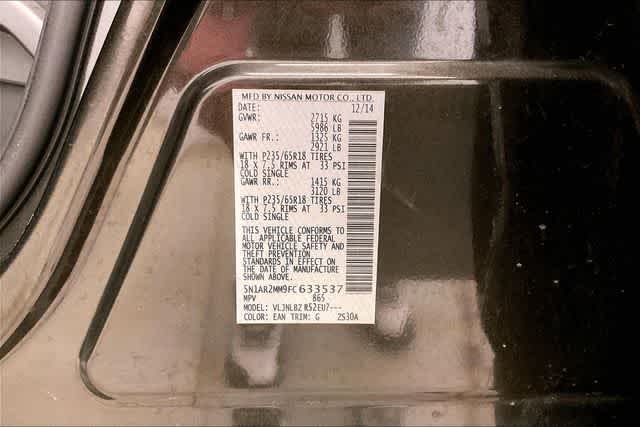 MFD BY NISSAN MOTOR CO., LTD.
DATE: 12/14
GVWR: 2715 KG
5986 LB
GAWR FR.: 1325 KG
2921 LB
WITH P235/65R18 TIRES
18 X 7.5 RIMS AT 33 PSI
COLD SINGLE
GAWR RR.: 1415 KG
3120 LB
WITH P235/65R18 TIRES
18 X 7.5 RIMS AT 33 PSI
COLD SINGLE
THIS VEHICLE CONFORMS TO
ALL APPLICABLE FEDERAL
MOTOR VEHICLE SAFETY AND
THEFT PREVENTION
STANDARDS IN EFFECT ON
THE DATE OF MANUFACTURE
SHOWN ABOVE.
5N1AR2MM9FC633537
MPV 865
MODEL: VLJNLBZ R52EU7---
COLOR: EAN TRIM: G 2S30A